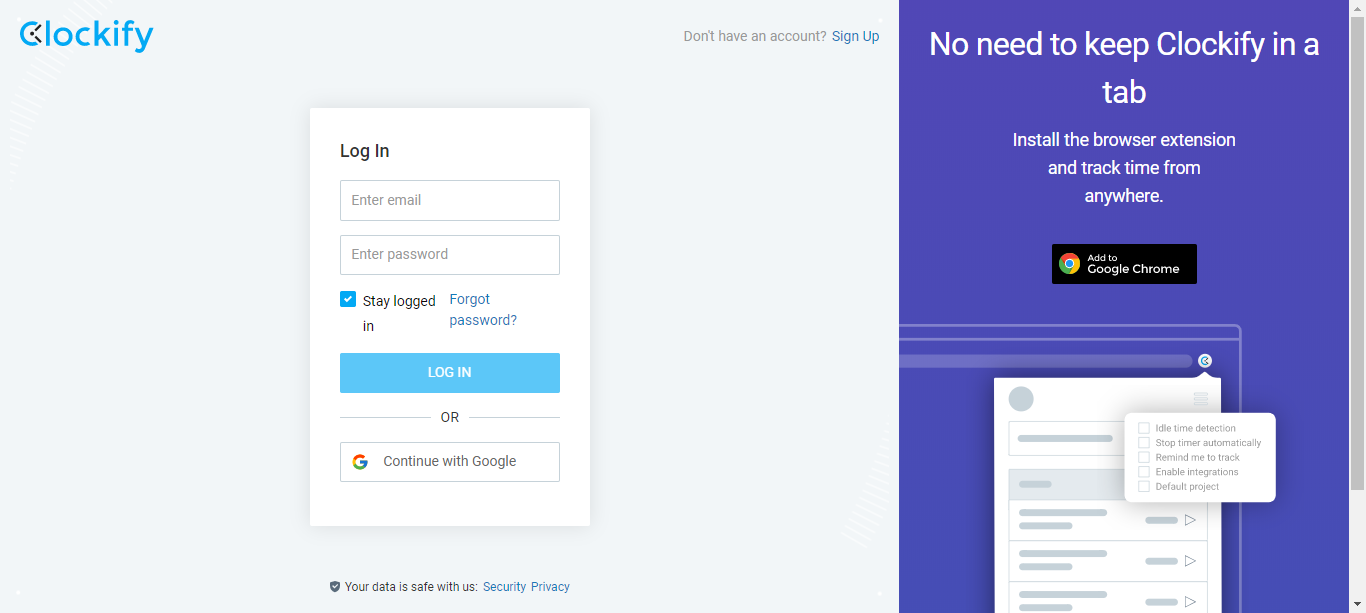 Clockify
Don't have an account? Sign Up
Log In
Enter email
Enter password
Stay logged
in
Forgot
password?
LOG IN
OR
Continue with Google
Your data is safe with us: Security Privacy
No need to keep Clockify in a
tab
Install the browser extension
and track time from
anywhere.
Add to
Google Chrome
Idle time detection
Stop timer automatically
Remind me to track
Enable integrations
Default project